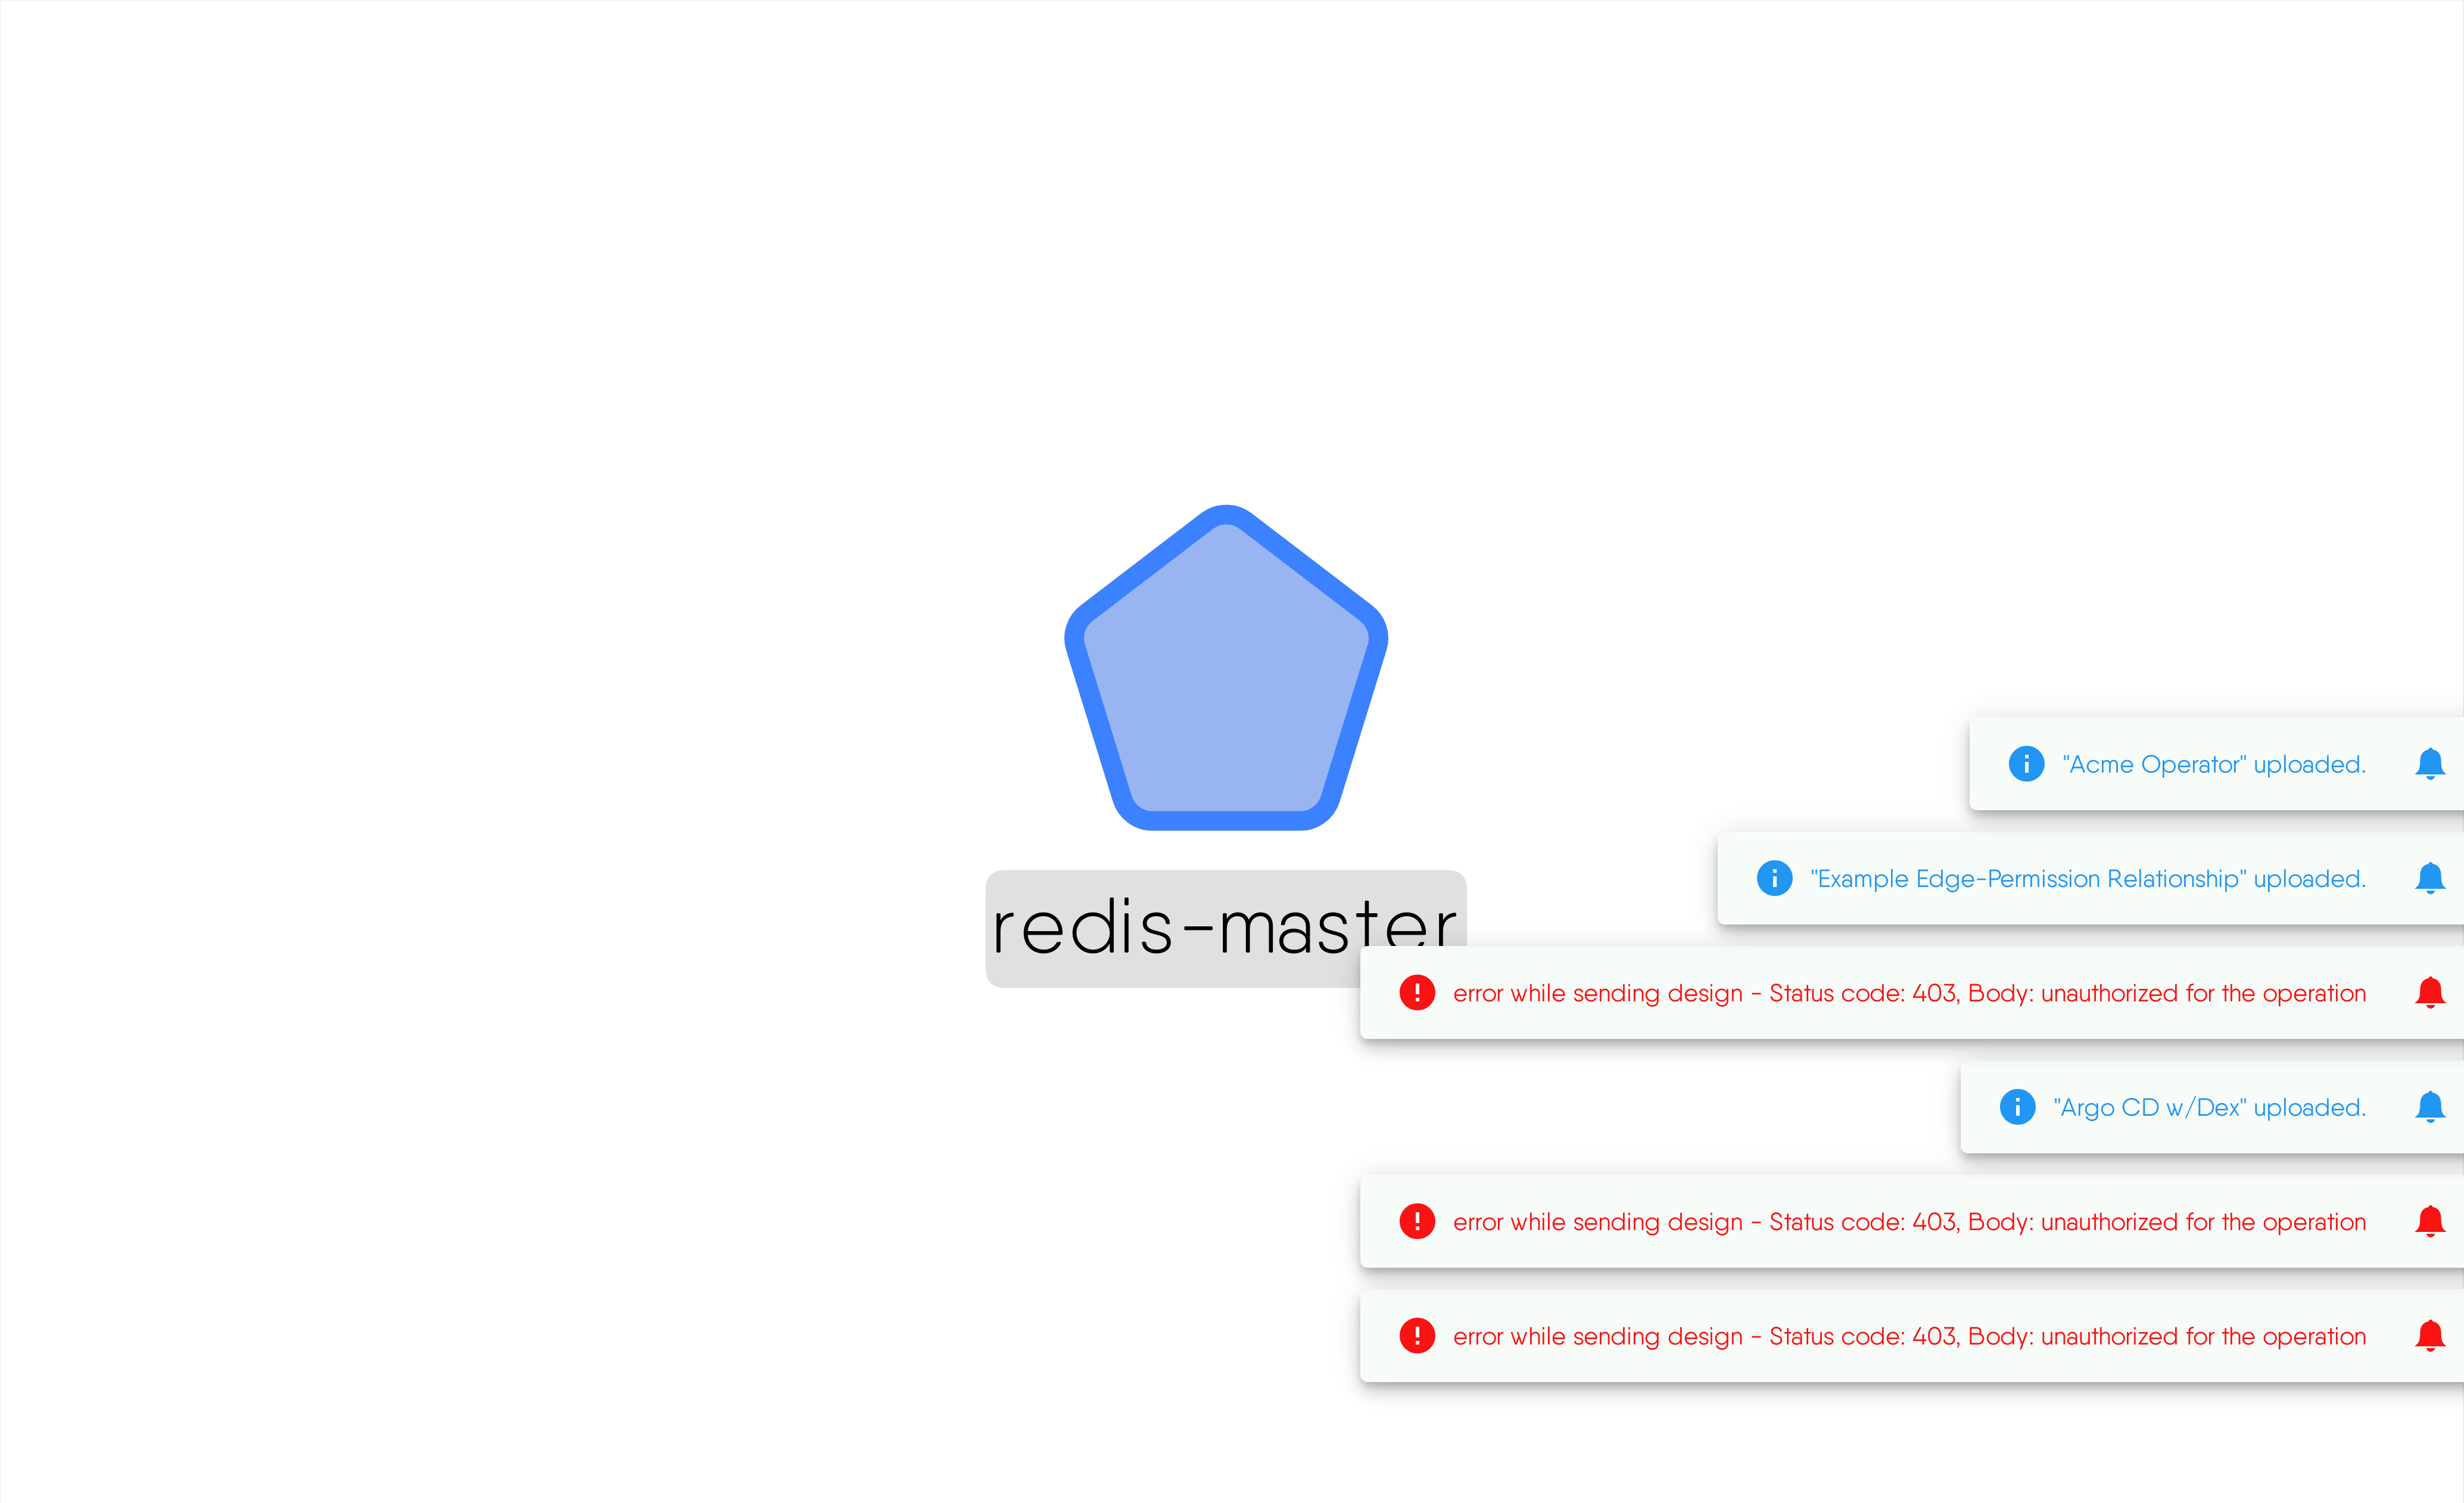 "Acme Operator" uploaded.
"Example Edge-Permission Relationship" uploaded.
redis-master
error while sending design - Status code: 403, Body: unauthorized for the operation
"Argo CD w/Dex" uploaded.
error while sending design - Status code: 403, Body: unauthorized for the operation
error while sending design - Status code: 403, Body: unauthorized for the operation